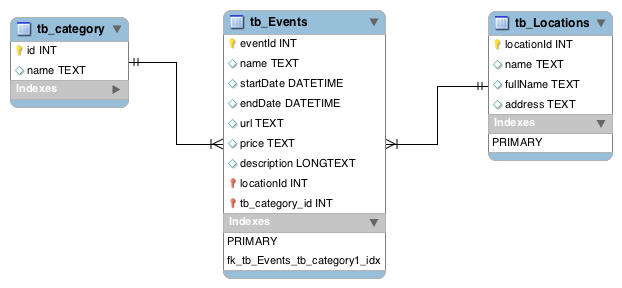 tb_category
id INT
name TEXT
Indexes
tb_Events
eventId INT
name TEXT
startDate DATETIME
endDate DATETIME
url TEXT
price TEXT
description LONGTEXT
locationId INT
tb_category_id INT
Indexes
PRIMARY
fk_tb_Events_tb_category1_idx
tb_Locations
locationId INT
name TEXT
fullName TEXT
address TEXT
Indexes
PRIMARY